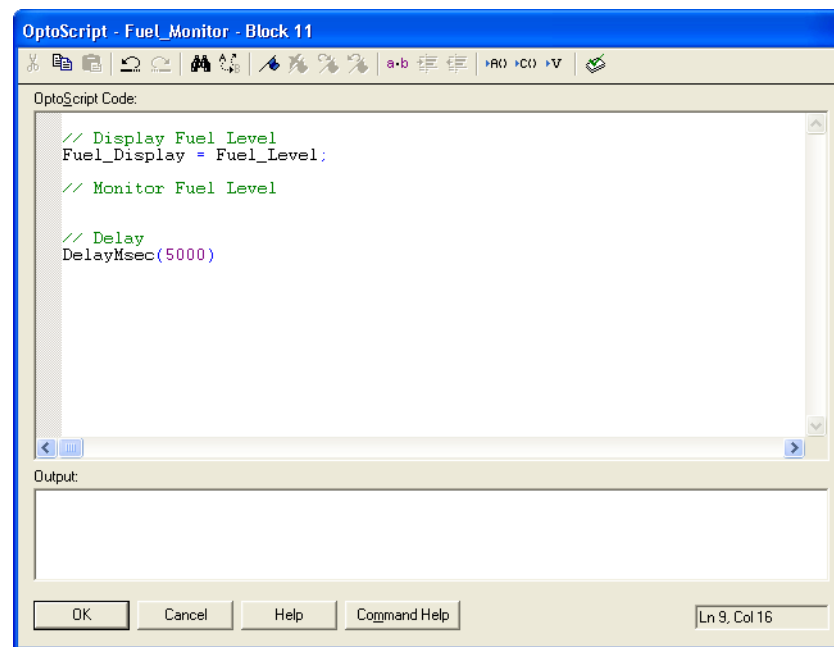 OptoScript - Fuel_Monitor - Block 11
a•b A() C() V
OptoScript Code:
// Display Fuel Level
Fuel_Display = Fuel_Level;
// Monitor Fuel Level
// Delay
DelayMsec(5000)
Output:
OK Cancel Help Command Help Ln 9, Col 16